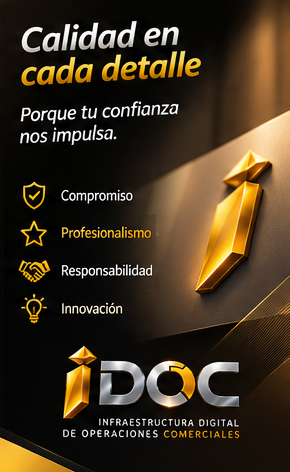 Calidad en
cada detalle
Porque tu confianza
nos impulsa.
Compromiso
Profesionalismo
Responsabilidad
Innovación
iDOC
INFRAESTRUCTURA DIGITAL
DE OPERACIONES COMERCIALES